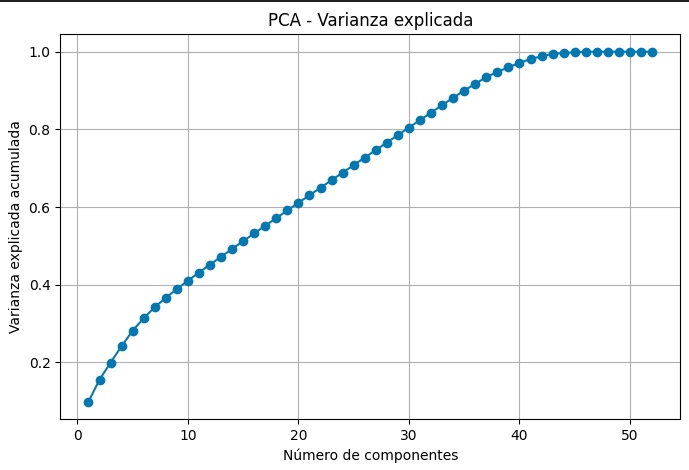 PCA - Varianza explicada
1.0
0.8
0.6
0.4
0.2
Varianza explicada acumulada
0 10 20 30 40 50
Número de componentes